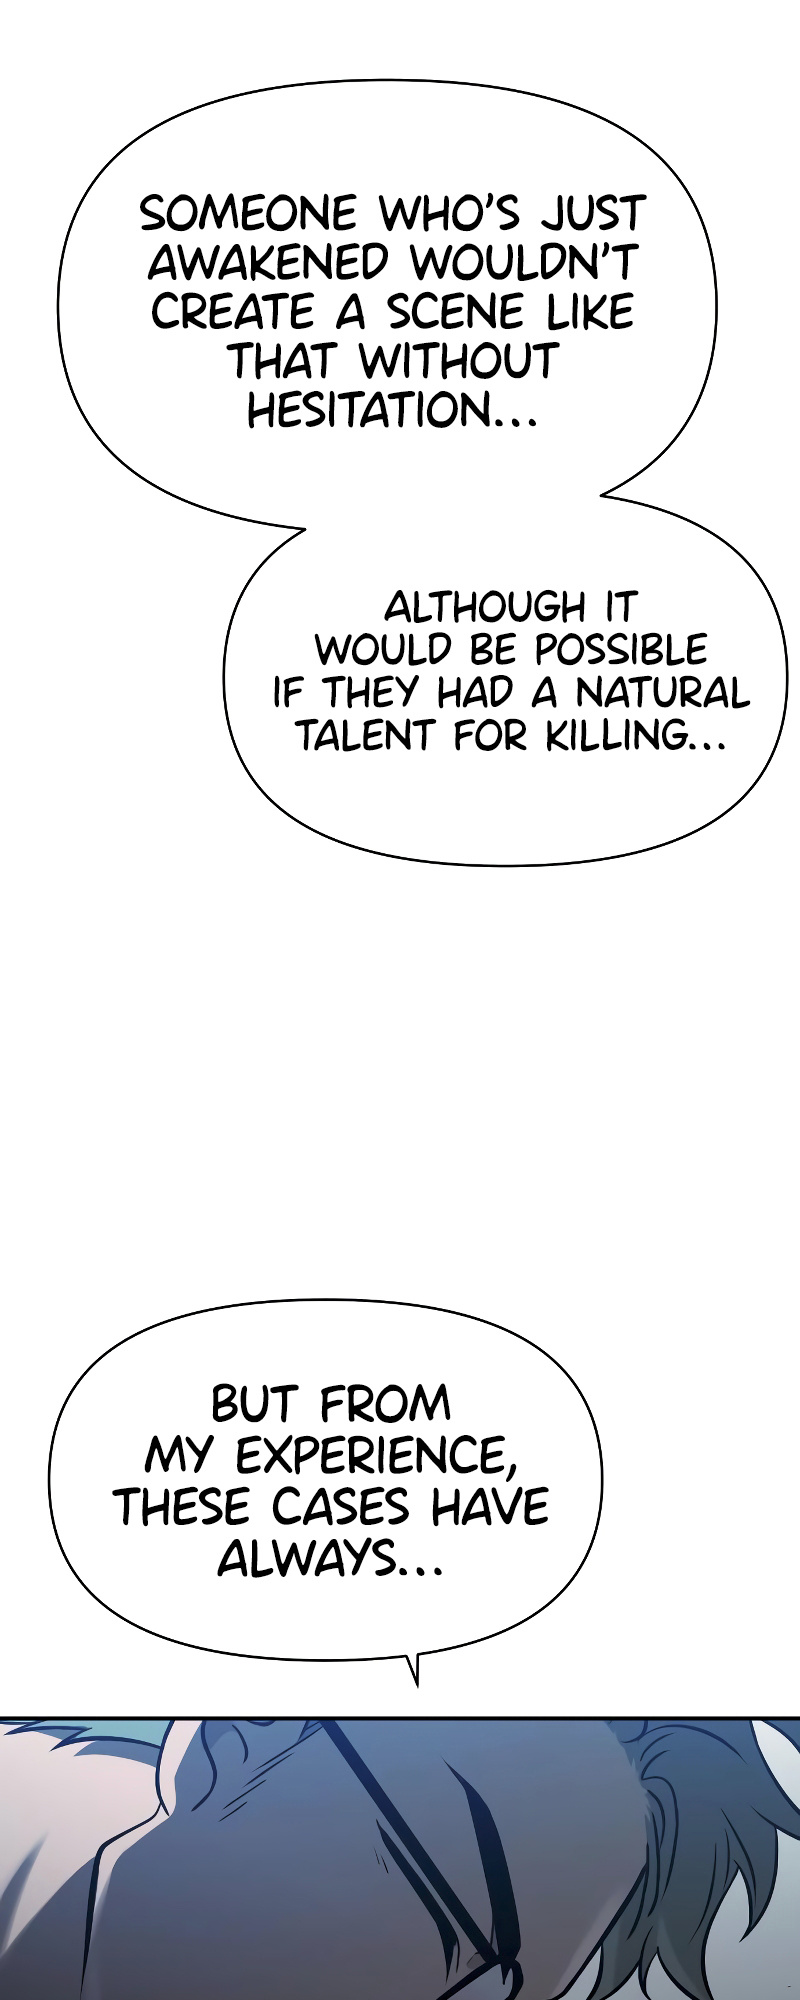 SOMEONE WHO'S JUST
AWAKENED WOULDN'T
CREATE A SCENE LIKE
THAT WITHOUT
HESITATION...
ALTHOUGH IT
WOULD BE POSSIBLE
IF THEY HAD A NATURAL
TALENT FOR KILLING...
BUT FROM
MY EXPERIENCE,
THESE CASES HAVE
ALWAYS...